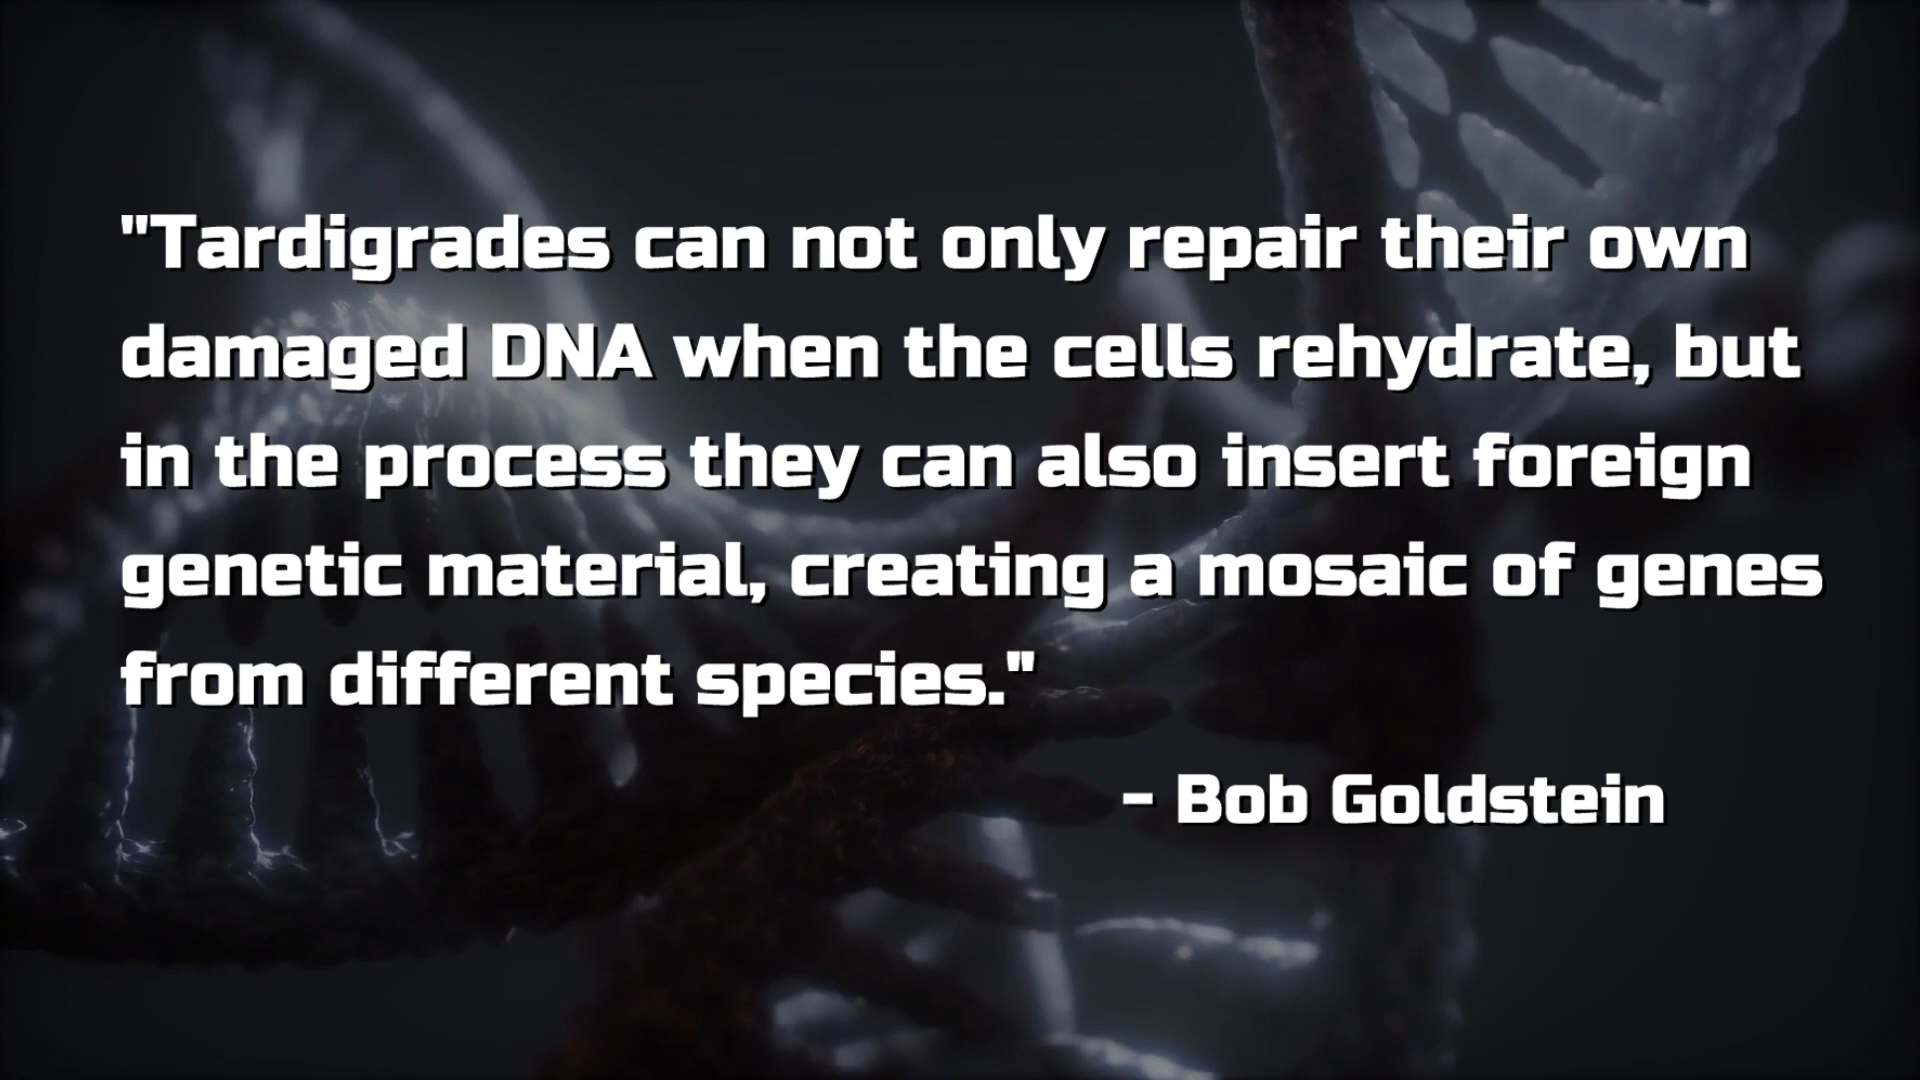 "Tardigrades can not only repair their own
damaged DNA when the cells rehydrate, but
in the process they can also insert foreign
genetic material, creating a mosaic of genes
from different species."
- Bob Goldstein